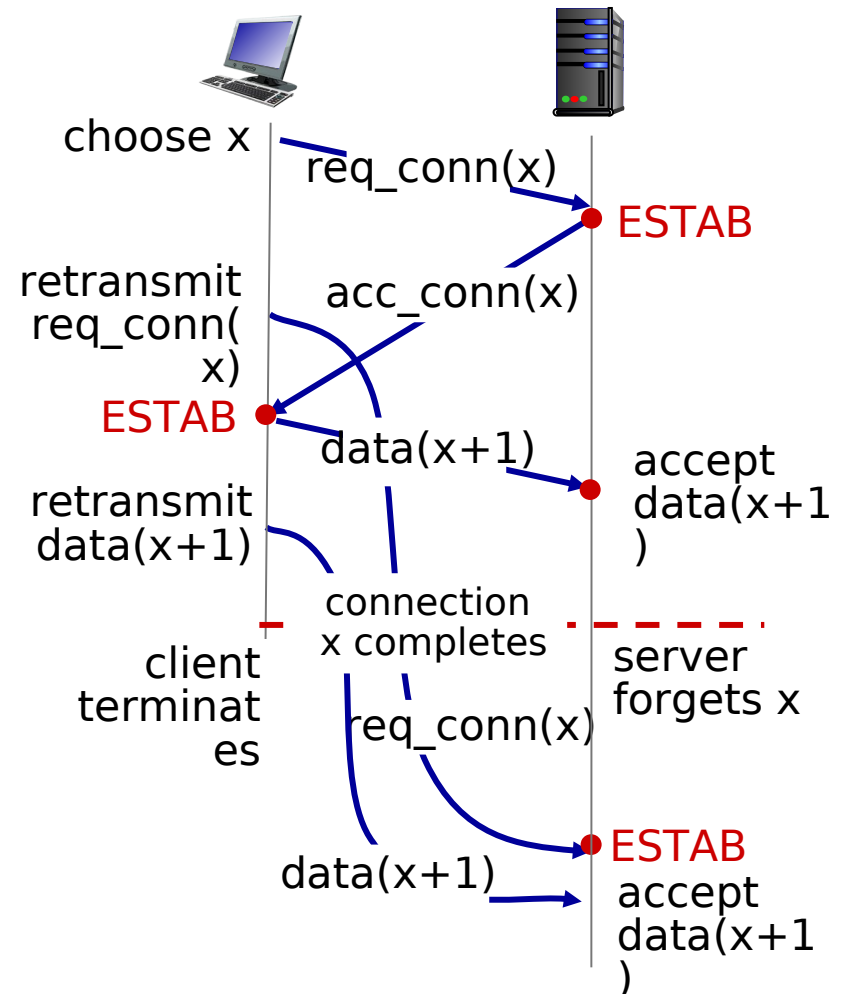 choose x
req_conn(x)
ESTAB
retransmit
req_conn(
x)
acc_conn(x)
ESTAB
data(x+1)
accept
data(x+1
)
retransmit
data(x+1)
connection
x completes
client
terminat
es
server
forgets x
req_conn(x)
ESTAB
data(x+1)
accept
data(x+1
)